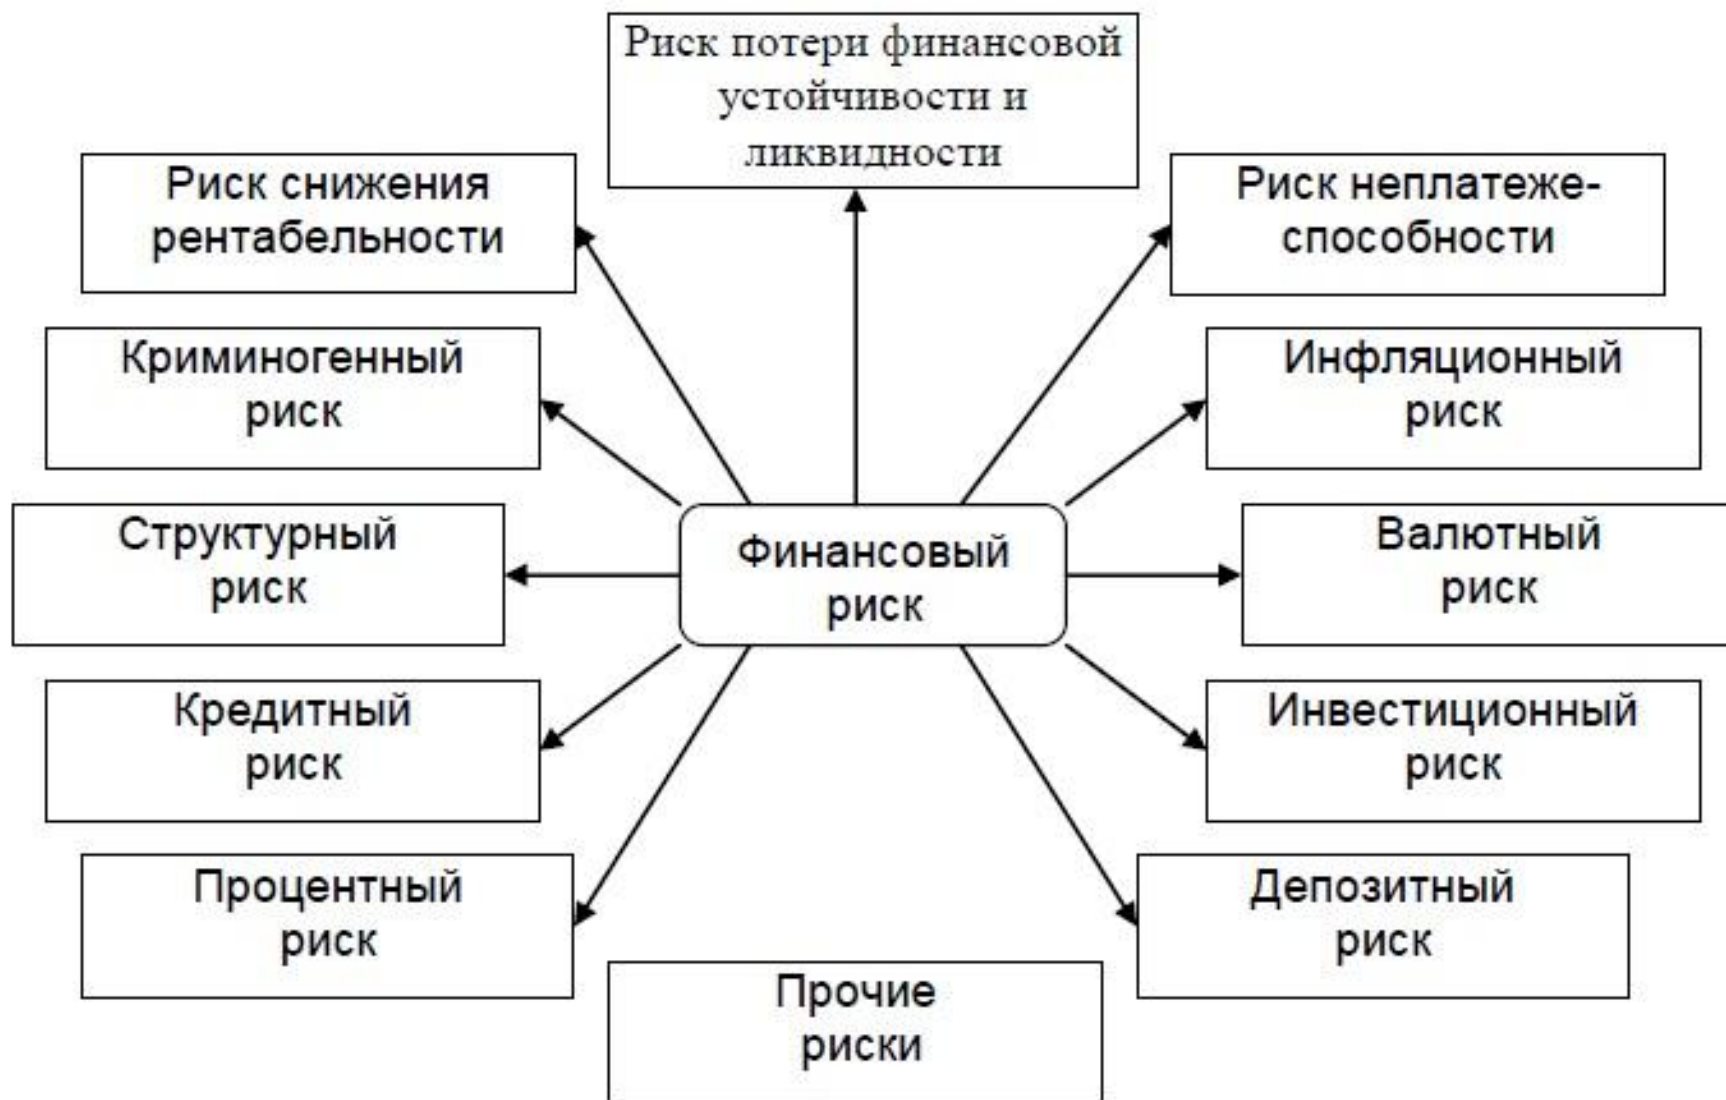 Риск потери финансовой
устойчивости и
ликвидности
Риск снижения
рентабельности
Риск неплатеже-
способности
Криминогенный
риск
Инфляционный
риск
Структурный
риск
Финансовый
риск
Валютный
риск
Кредитный
риск
Инвестиционный
риск
Процентный
риск
Депозитный
риск
Прочие
риски